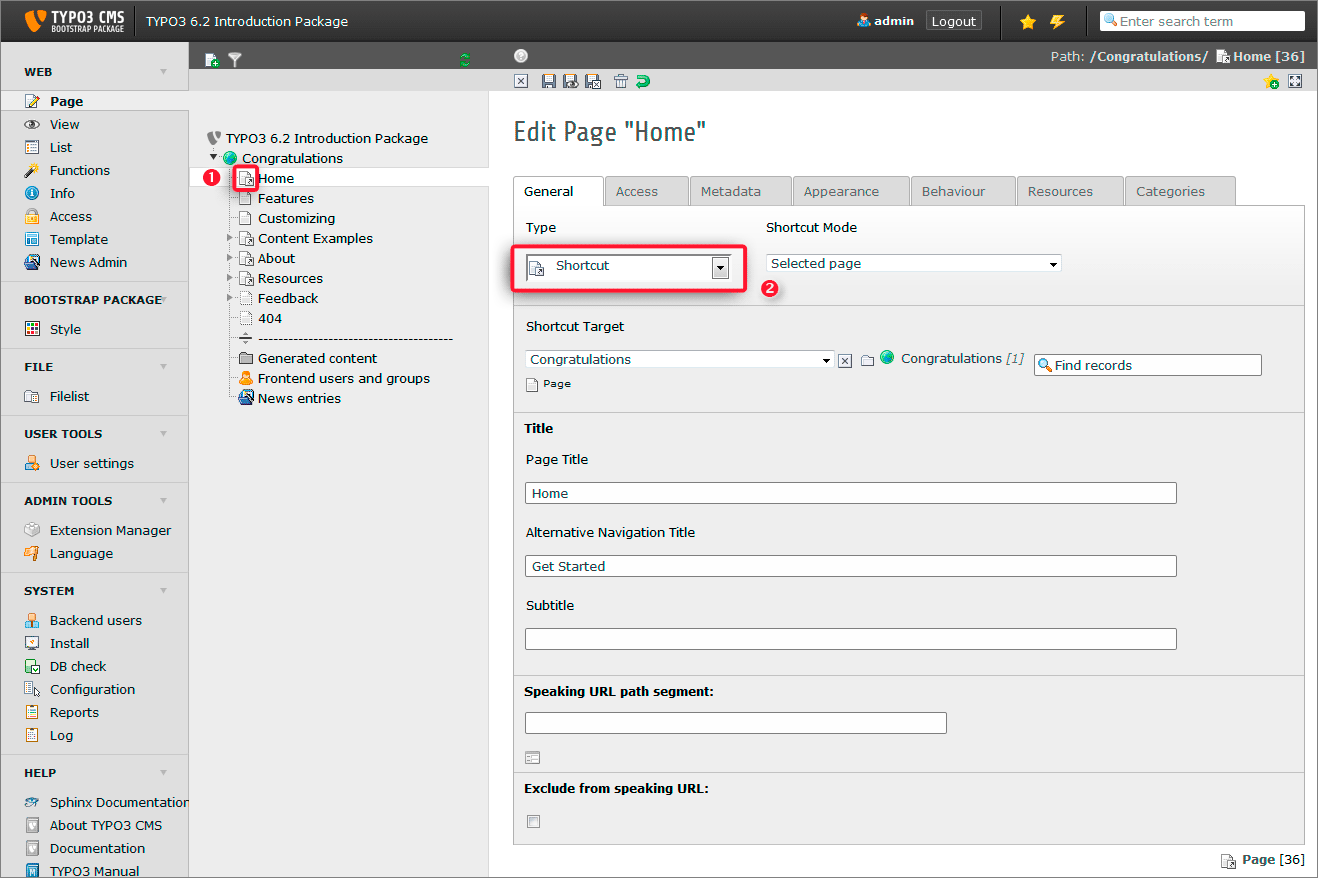 TYPO3 CMS
BOOTSTRAP PACKAGE
TYPO3 6.2 Introduction Package
admin
Logout
Enter search term
Path: /Congratulations/ Home [36]
WEB
Page
View
List
Functions
Info
Access
Template
News Admin
BOOTSTRAP PACKAGE
Style
FILE
Filelist
USER TOOLS
User settings
ADMIN TOOLS
Extension Manager
Language
SYSTEM
Backend users
Install
DB check
Configuration
Reports
Log
HELP
Sphinx Documentation
About TYPO3 CMS
Documentation
TYPO3 Manual
TYPO3 6.2 Introduction Package
Congratulations
1
Home
Features
Customizing
Content Examples
About
Resources
Feedback
404
------------------------------------
Generated content
Frontend users and groups
News entries
Edit Page "Home"
General
Access
Metadata
Appearance
Behaviour
Resources
Categories
Type
Shortcut Mode
Shortcut
Selected page
2
Shortcut Target
Congratulations
Congratulations [1]
Find records
Page
Title
Page Title
Home
Alternative Navigation Title
Get Started
Subtitle
Speaking URL path segment:
Exclude from speaking URL:
Page [36]